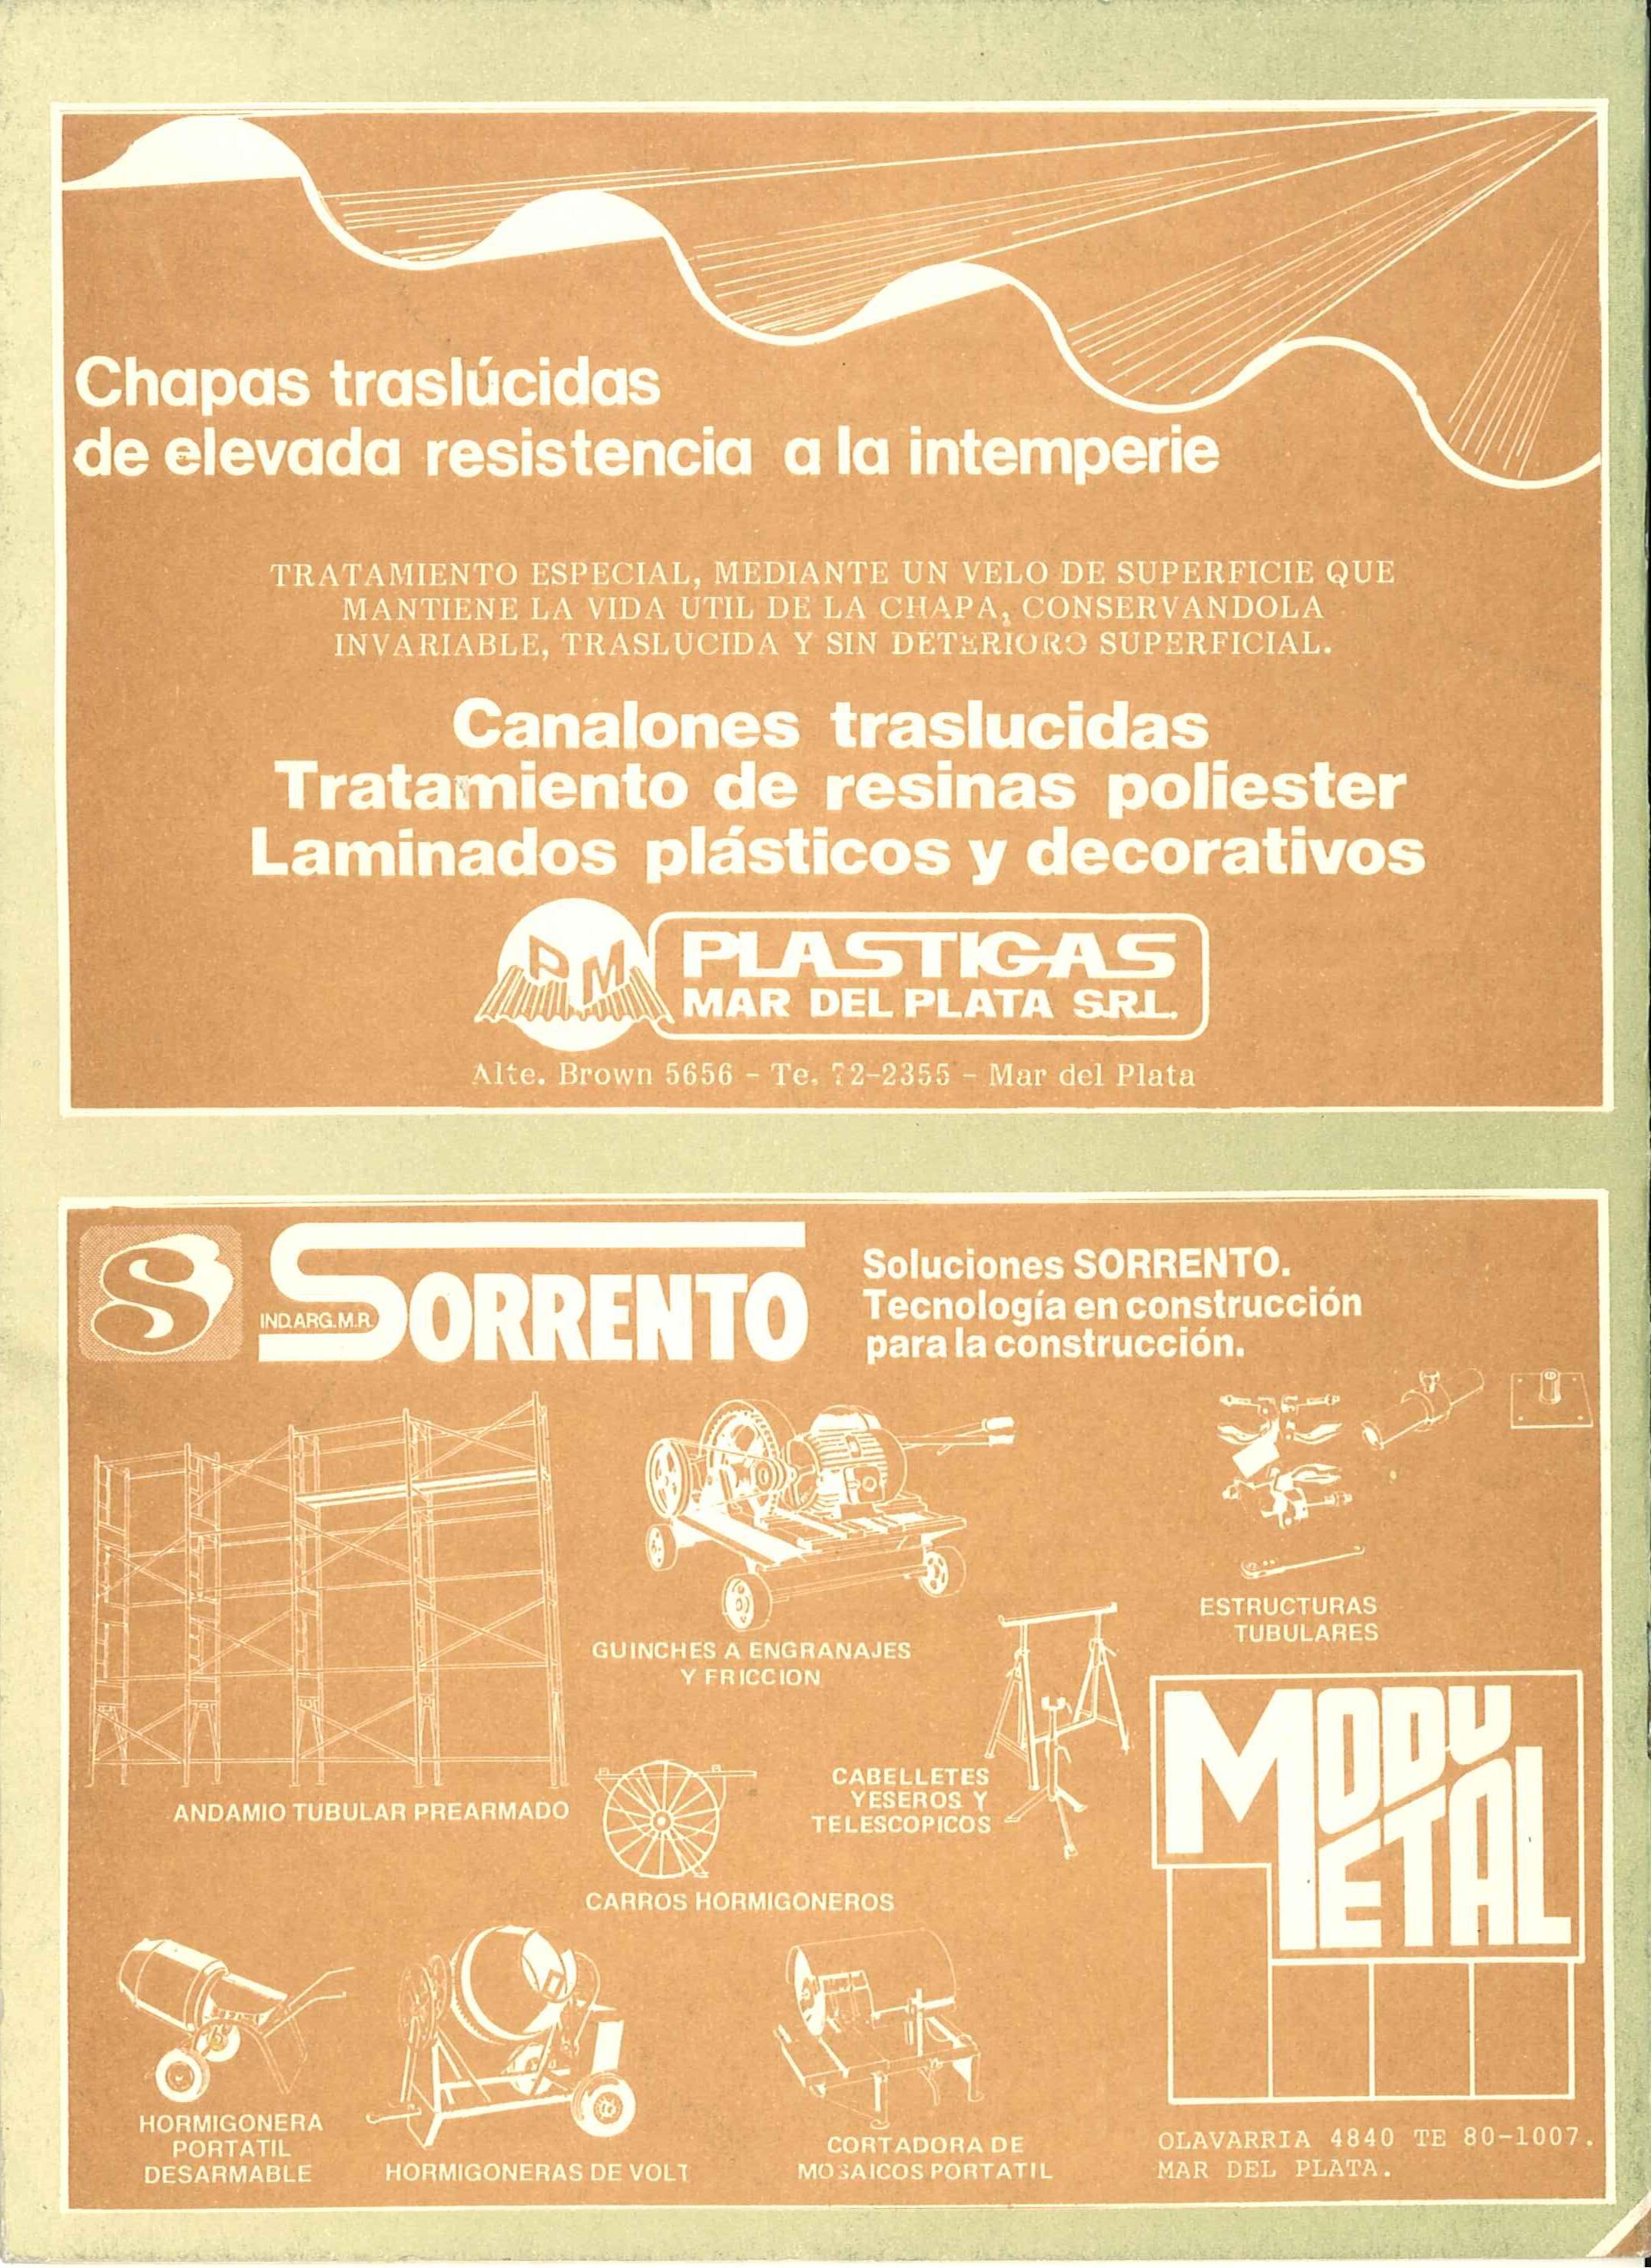 Chapas traslúcidas
de elevada resistencia a la intemperie
TRATAMIENTO ESPECIAL, MEDIANTE UN VELO DE SUPERFICIE QUE
MANTIENE LA VIDA UTIL DE LA CHAPA, CONSERVANDOLA
INVARIABLE, TRASLUCIDA Y SIN DETERIORO SUPERFICIAL.
Canalones traslucidas
Tratamiento de resinas poliester
Laminados plásticos y decorativos
PM
PLASTIGAS
MAR DEL PLATA S.R.L.
Alte. Brown 5656 - Te. 72-2355 - Mar del Plata
S
IND.ARG.M.R.
SORRENTO
Soluciones SORRENTO.
Tecnología en construcción
para la construcción.
ESTRUCTURAS
TUBULARES
GUINCHES A ENGRANAJES
Y FRICCION
CABELLETES
YESEROS Y
TELESCOPICOS
ANDAMIO TUBULAR PREARMADO
CARROS HORMIGONEROS
MODU
METAL
HORMIGONERA
PORTATIL
DESARMABLE
HORMIGONERAS DE VOLT
CORTADORA DE
MOSAICOS PORTATIL
OLAVARRIA 4840 TE 80-1007.
MAR DEL PLATA.